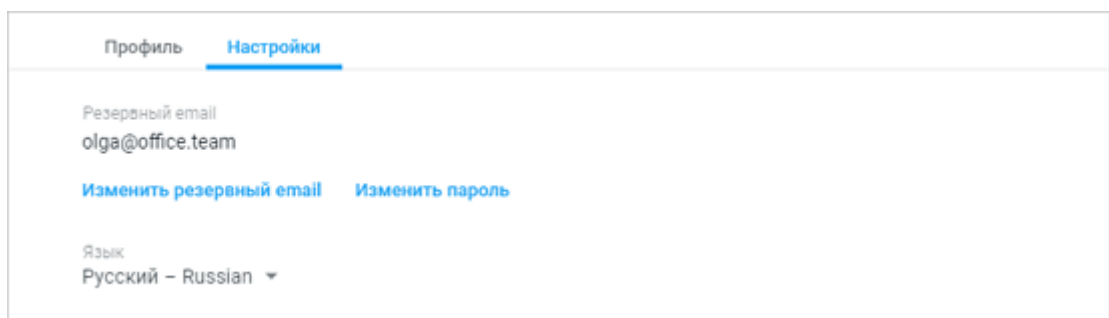 Профиль Настройки
Резервный email
olga@office.team
Изменить резервный email Изменить пароль
Язык
Русский – Russian